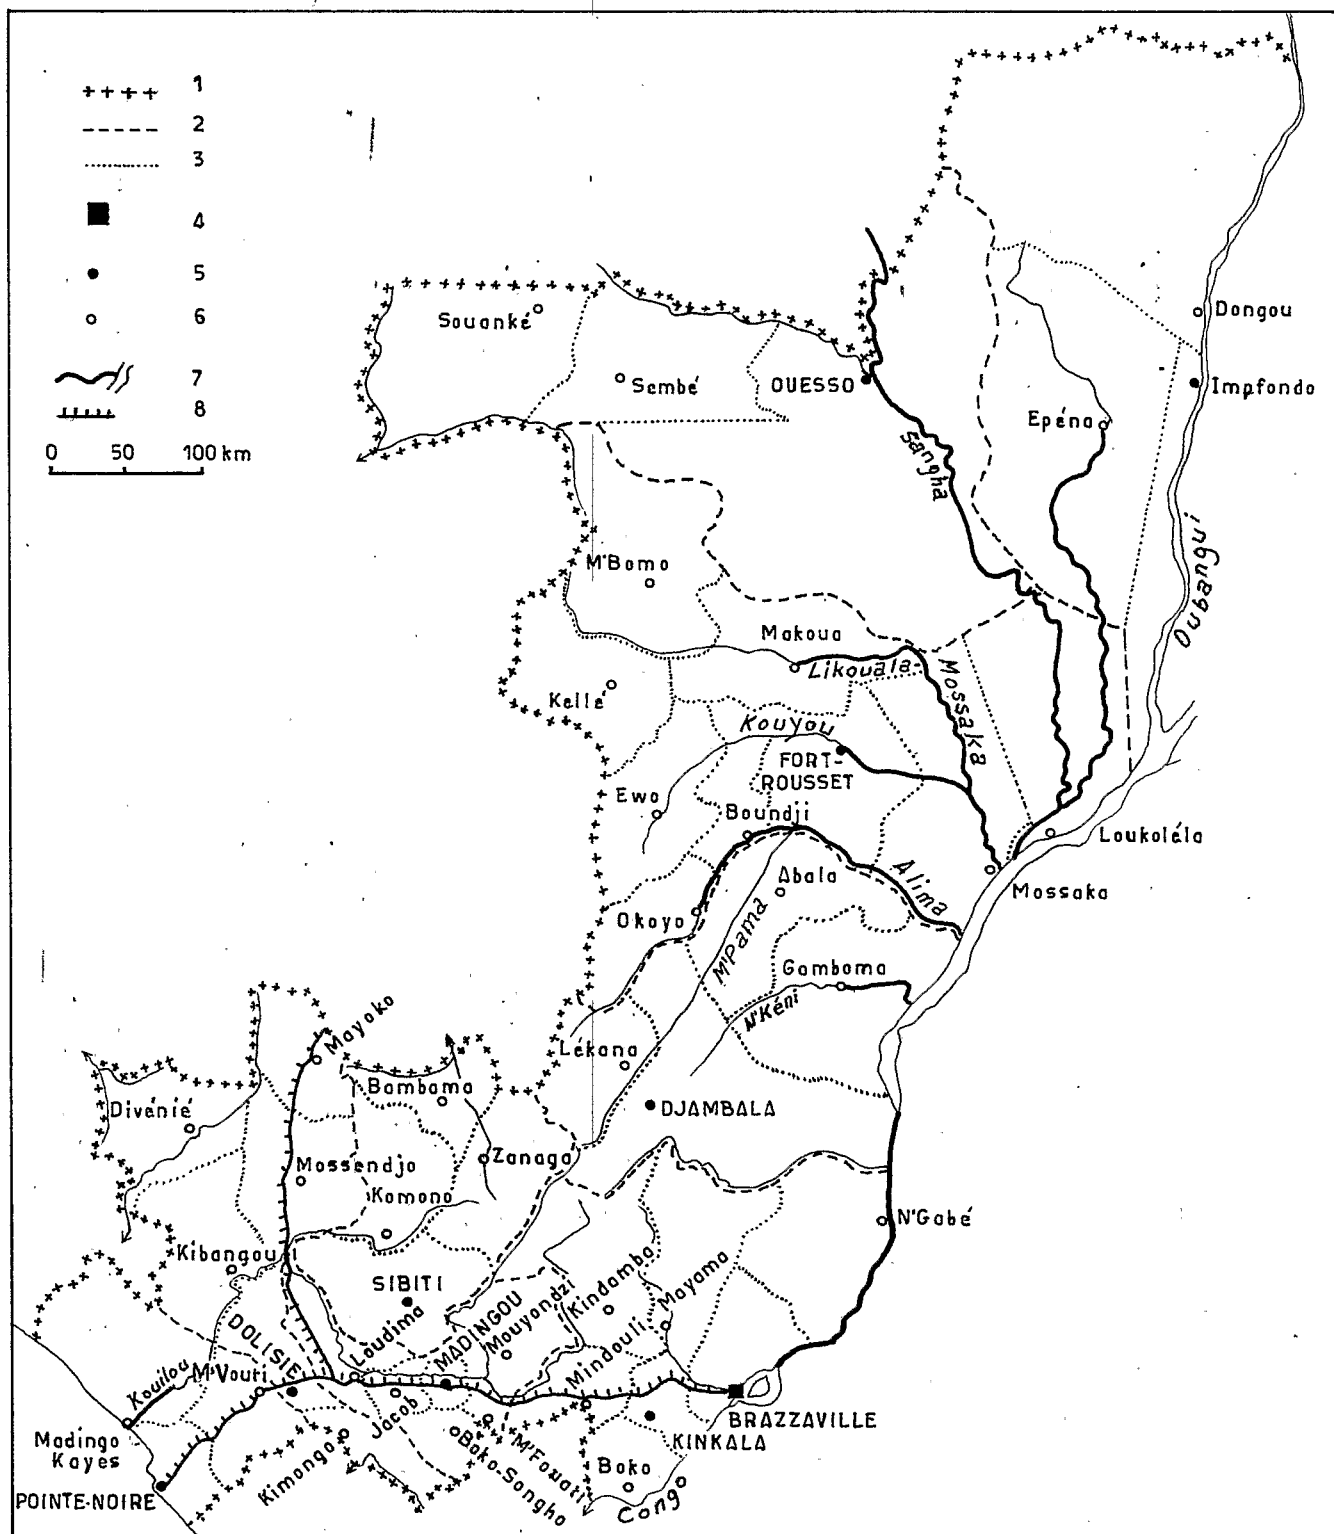 1
2
3
4
5
6
7
8
0 50 100 km
Souanké
Sembé
OUESSO
Dongou
Impfondo
Epéna
Sangha
Oubangui
M'Bomo
Makoua
Likouala-
Mossaka
Kelle
Kouyou
FORT-
ROUSSET
Ewo
Boundji
Loukoléla
Alima
Abala
Mossaka
Okoyo
M'Pama
Gamboma
N'Kéni
Mayoko
Lékana
Bambama
Divénié
DJAMBALA
Mossendjo
Zanaga
Komono
N'Gabé
Kibangou
SIBITI
Kindamba
Mayama
DOLISIE
Loudima
MADINGOU
Mouyondzi
Mindouli
Kouilou
M'Vouti
Jacob
BRAZZAVILLE
Madingo
Kayes
KINKALA
Kimongo
Boko-Songho
M'Fouati
Boko
Congo
POINTE-NOIRE